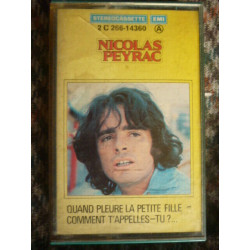 STEREOCASSETTE EMI
2 C 256-14360 A
NICOLAS
PEYRAC
QUAND PLEURE LA PETITE FILLE
COMMENT T'APPELLES-TU ?...